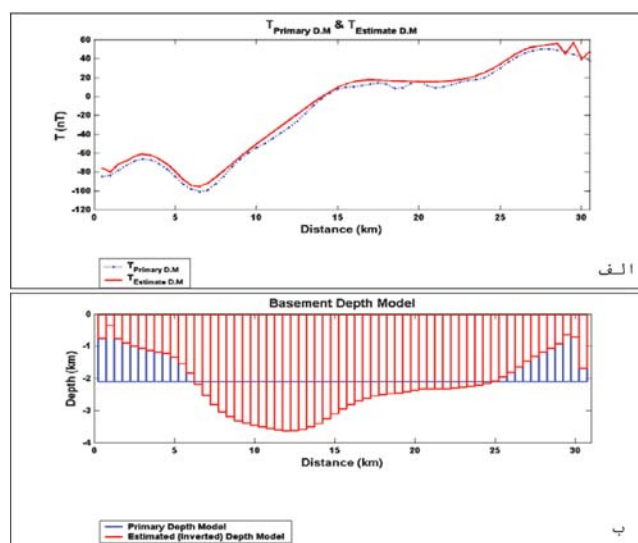 T Primary D.M & T Estimate D.M
60
40
20
0
-20
-40
-60
-80
-100
-120
T (nT)
0 5 10 15 20 25 30
Distance (km)
T Primary D.M
T Estimate D.M
الف
Basement Depth Model
0
-1
-2
-3
-4
Depth (km)
0 5 10 15 20 25 30
Distance (km)
Primary Depth Model
Estimated (Inverted) Depth Model
ب